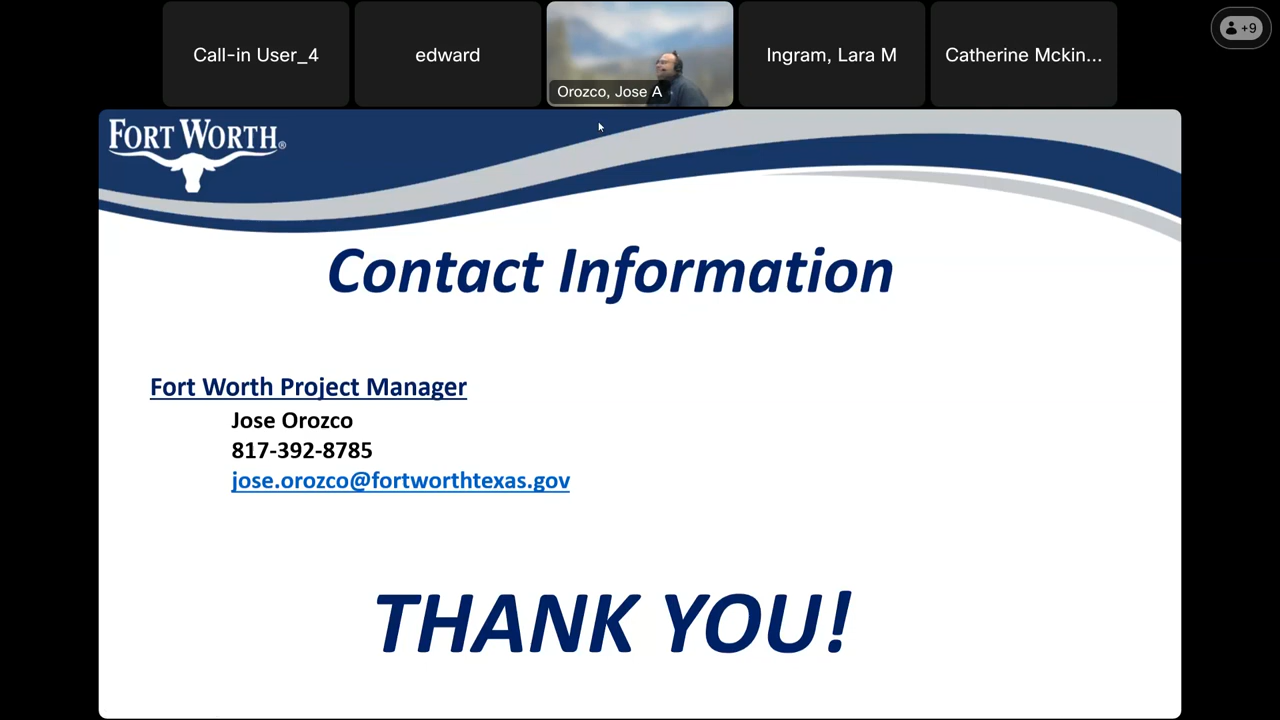 Call-in User_4
edward
Orozco, Jose A
Ingram, Lara M
Catherine Mckin...
+9
FORT WORTH®
Contact Information
Fort Worth Project Manager
Jose Orozco
817-392-8785
jose.orozco@fortworthtexas.gov
THANK YOU!